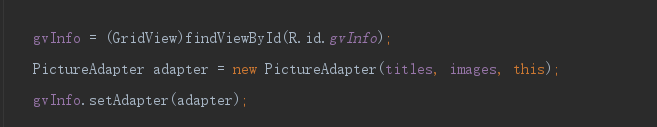 gvInfo = (GridView)findViewById(R.id.gvInfo);
PictureAdapter adapter = new PictureAdapter(titles, images, this);
gvInfo.setAdapter(adapter);